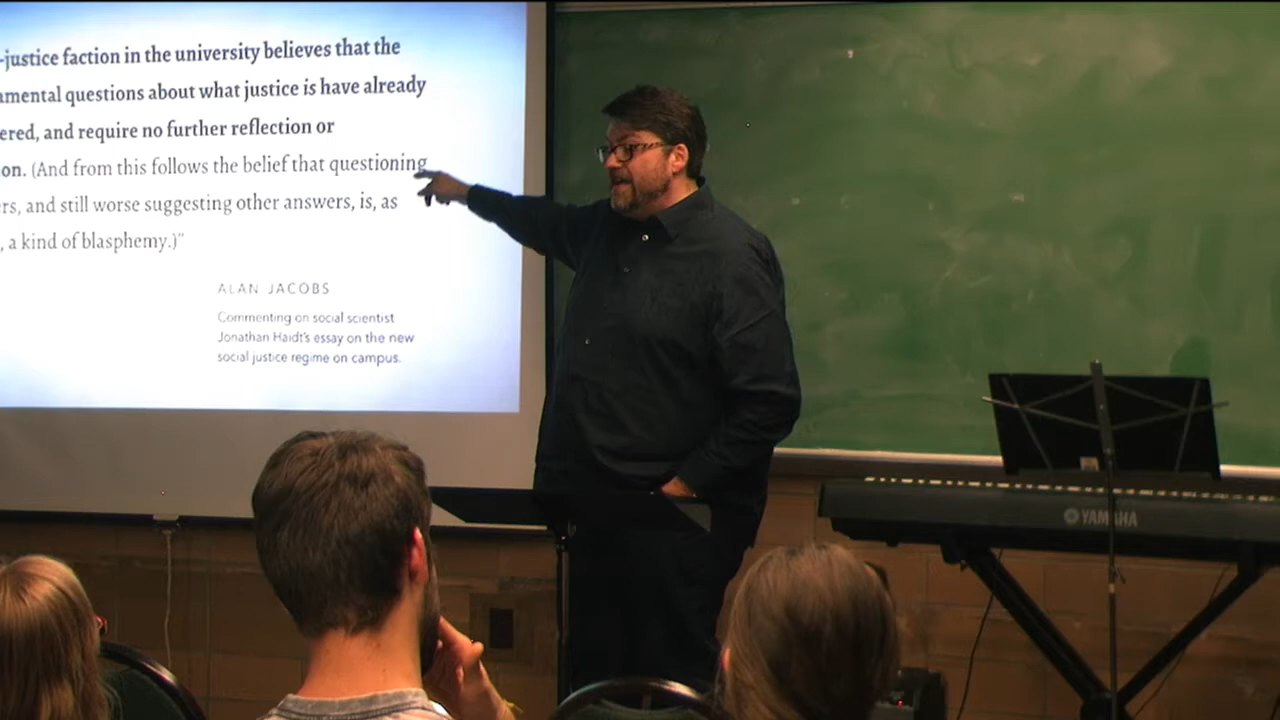 -justice faction in the university believes that the
amental questions about what justice is have already
ered, and require no further reflection or
on. (And from this follows the belief that questioning
rs, and still worse suggesting other answers, is, as
, a kind of blasphemy.)”
ALAN JACOBS
Commenting on social scientist
Jonathan Haidt's essay on the new
social justice regime on campus.
YAMAHA